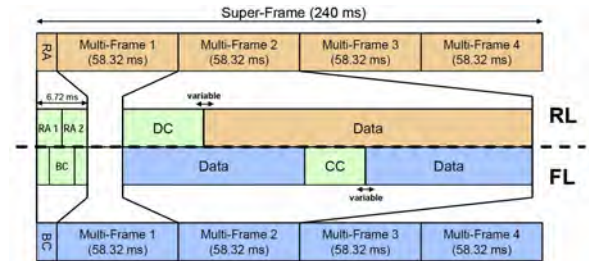 Super-Frame (240 ms)
RA
Multi-Frame 1
(58.32 ms)
Multi-Frame 2
(58.32 ms)
Multi-Frame 3
(58.32 ms)
Multi-Frame 4
(58.32 ms)
6.72 ms
variable
RA 1
RA 2
DC
Data
RL
BC
Data
CC
Data
FL
variable
BC
Multi-Frame 1
(58.32 ms)
Multi-Frame 2
(58.32 ms)
Multi-Frame 3
(58.32 ms)
Multi-Frame 4
(58.32 ms)